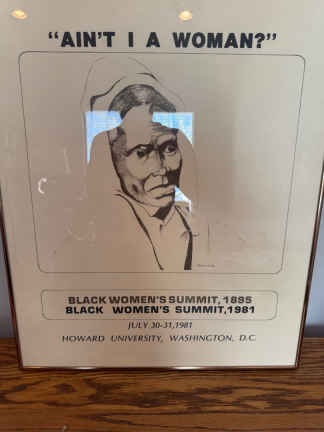 "AIN'T I A WOMAN?"
BLACK WOMEN'S SUMMIT, 1895
BLACK WOMEN'S SUMMIT, 1981
JULY 30-31, 1981
HOWARD UNIVERSITY, WASHINGTON, D.C.